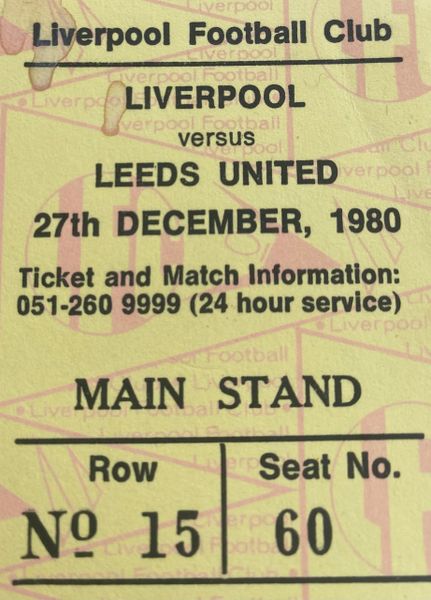 Liverpool Football Club
LIVERPOOL
versus
LEEDS UNITED
27th DECEMBER, 1980
Ticket and Match Information:
051-260 9999 (24 hour service)
MAIN STAND
Row Seat No.
Nº 15 60